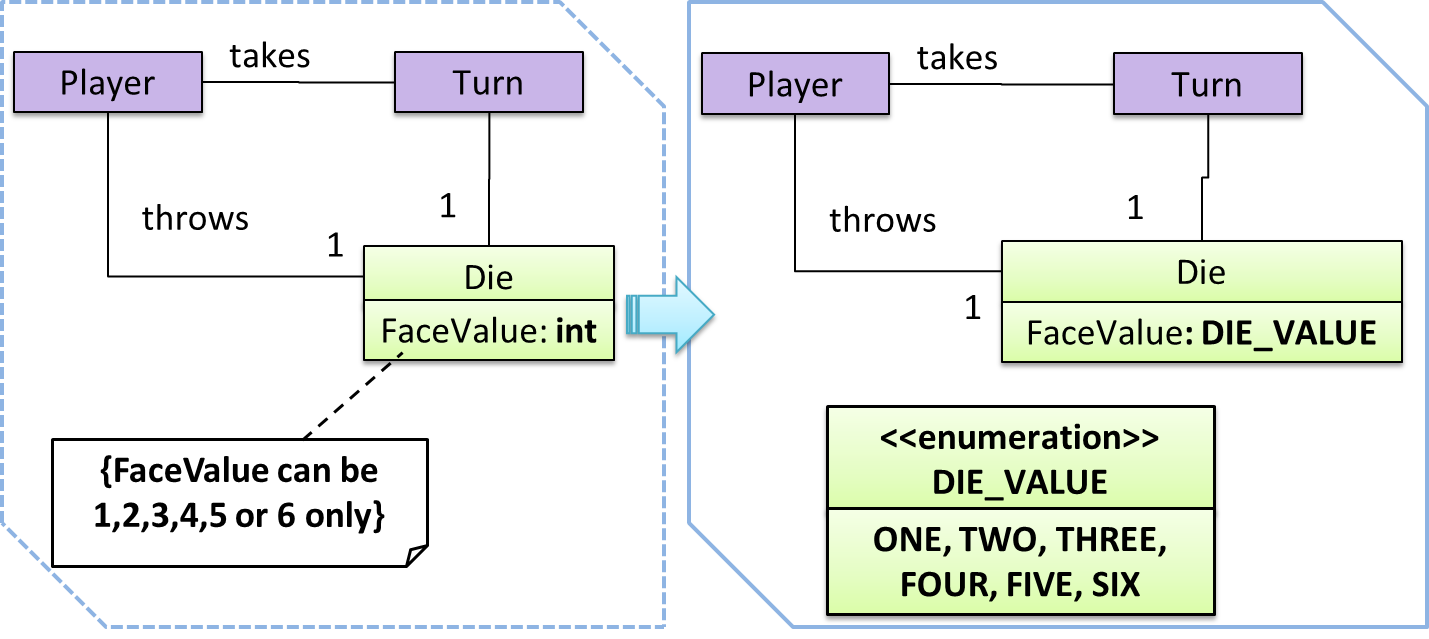 Player
takes
Turn
throws
1
1
Die
FaceValue: int
{FaceValue can be
1,2,3,4,5 or 6 only}
Player
takes
Turn
throws
1
1
Die
FaceValue: DIE_VALUE
<<enumeration>>
DIE_VALUE
ONE, TWO, THREE,
FOUR, FIVE, SIX